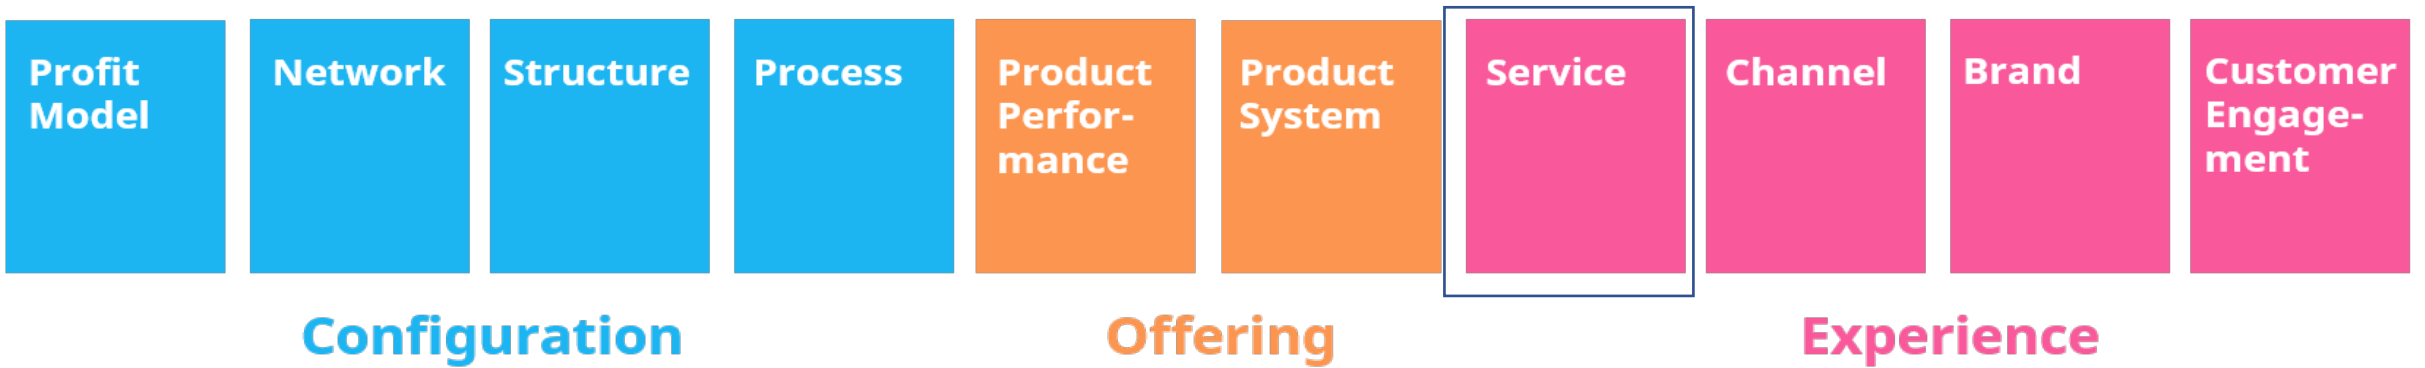 Profit
Model
Network
Structure
Process
Product
Perfor-
mance
Product
System
Service
Channel
Brand
Customer
Engage-
ment
Configuration
Offering
Experience